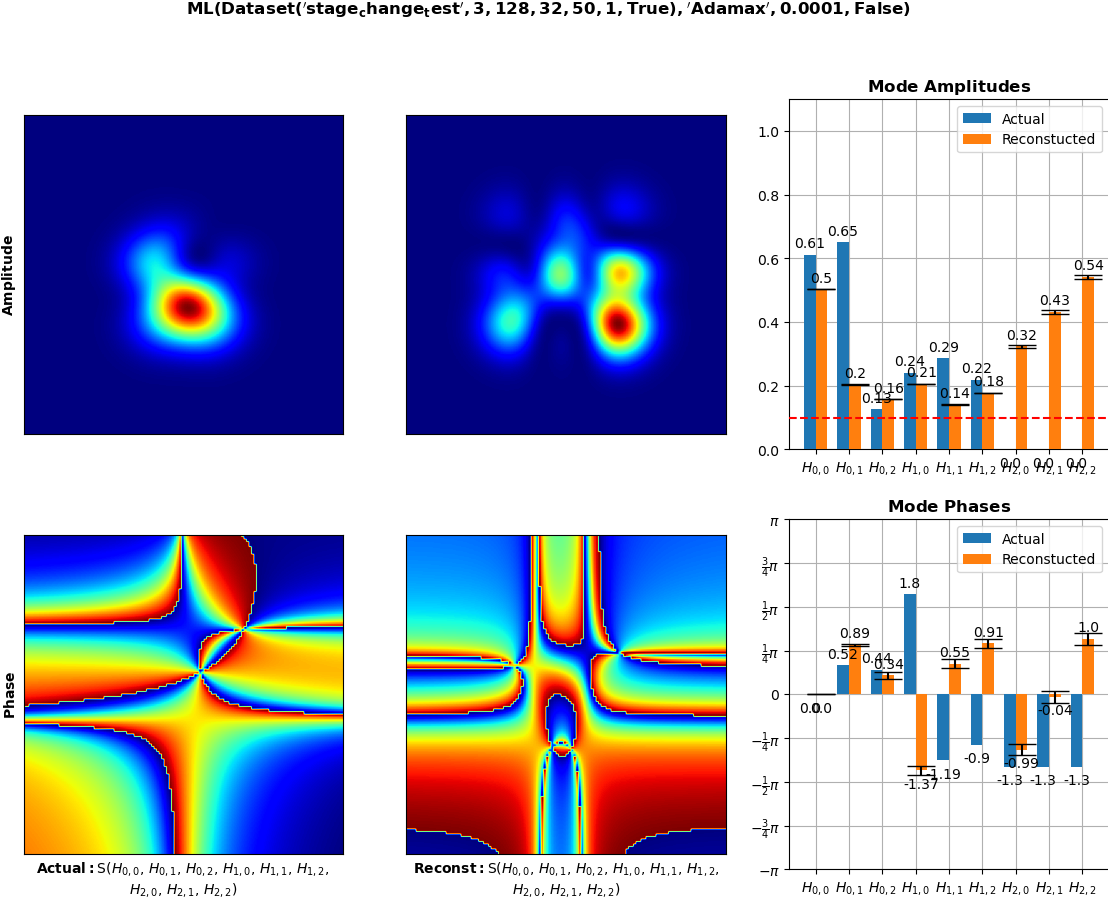 ML(Dataset('stage_change_test', 3, 128, 32, 50, 1, True), 'Adamax', 0.0001, False)
Amplitude
Mode Amplitudes
Actual
Reconstucted
1.0
0.8
0.6
0.4
0.2
0.0
0.61
0.5
0.65
0.2
0.13
0.16
0.24
0.21
0.29
0.14
0.22
0.18
0.0
0.32
0.0
0.43
0.0
0.54
H0,0 H0,1 H0,2 H1,0 H1,1 H1,2 H2,0 H2,1 H2,2
Phase
Actual:S(H0,0, H0,1, H0,2, H1,0, H1,1, H1,2,
H2,0, H2,1, H2,2)
Reconst:S(H0,0, H0,1, H0,2, H1,0, H1,1, H1,2,
H2,0, H2,1, H2,2)
Mode Phases
Actual
Reconstucted
π
3/4π
1/2π
1/4π
0
−1/4π
−1/2π
−3/4π
−π
0.0
0.0
0.52
0.89
0.44
0.34
1.8
-1.37
-1.19
0.55
-0.9
0.91
-1.3
-0.99
-1.3
-0.04
-1.3
1.0
H0,0 H0,1 H0,2 H1,0 H1,1 H1,2 H2,0 H2,1 H2,2